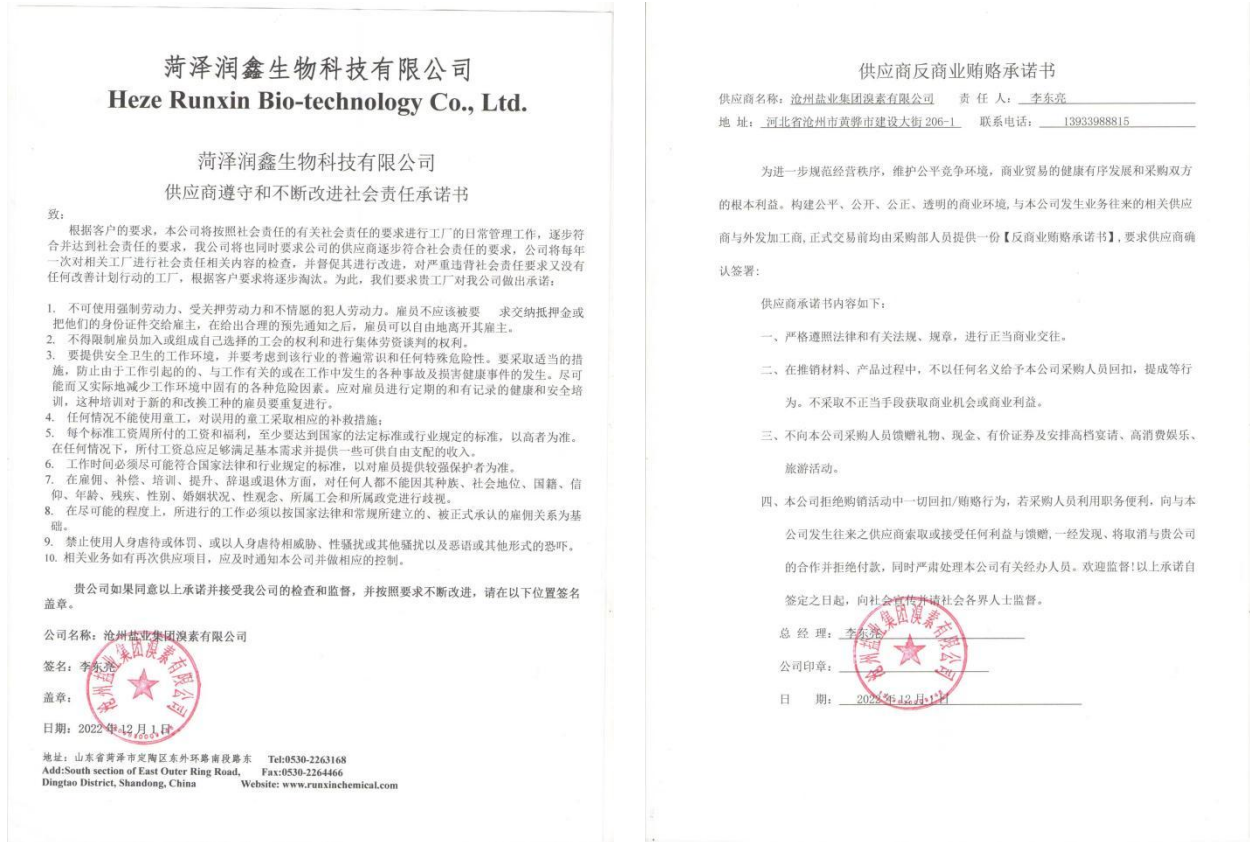 菏泽润鑫生物科技有限公司
Heze Runxin Bio-technology Co., Ltd.
菏泽润鑫生物科技有限公司
供应商遵守和不断改进社会责任承诺书
致：
根据客户的要求，本公司将按照社会责任的有关社会责任的要求进行工厂的日常管理工作，逐步符
合并达到社会责任的要求，我公司将也同时要求公司的供应商逐步符合社会责任的要求，公司将每年
一次对相关工厂进行社会责任相关内容的检查，并督促其进行改进，对严重违背社会责任要求又没有
任何改善计划行动的工厂，根据客户要求将逐步淘汰。为此，我们要求贵工厂对我公司做出承诺：
1. 不可使用强制劳动力、受关押劳动力和不情愿的犯人劳动力。雇员不应该被要 求交纳抵押金或
把他们的身份证件交给雇主，在给出合理的预先通知之后，雇员可以自由地离开其雇主。
2. 不得限制雇员加入或组成自己选择的工会的权利和进行集体劳资谈判的权利。
3. 要提供安全卫生的工作环境，并要考虑到该行业的普遍常识和任何特殊危险性。要采取适当的措
施，防止由于工作引起的的、与工作有关的或在工作中发生的各种事故及损害健康事件的发生。尽可
能而又实际地减少工作环境中固有的各种危险因素。应对雇员进行定期的和有记录的健康和安全培
训，这种培训对于新的和改换工种的雇员要重复进行。
4. 任何情况不能使用童工，对误用的童工采取相应的补救措施；
5. 每个标准工资周所付的工资和福利，至少要达到国家的法定标准或行业规定的标准，以高者为准。
在任何情况下，所付工资总应足够满足基本需求并提供一些可供自由支配的收入。
6. 工作时间必须尽可能符合国家法律和行业规定的标准，以对雇员提供较强保护者为准。
7. 在雇佣、补偿、培训、提升、辞退或退休方面，对任何人都不能因其种族、社会地位、国籍、信
仰、年龄、残疾、性别、婚姻状况、性观念、所属工会和所属政党进行歧视。
8. 在尽可能的程度上，所进行的工作必须以按国家法律和常规所建立的、被正式承认的雇佣关系为基
础。
9. 禁止使用人身虐待或体罚、或以人身虐待相威胁、性骚扰或其他骚扰以及恶语或其他形式的恐吓。
10. 相关业务如有再次供应项目，应及时通知本公司并做相应的控制。
贵公司如果同意以上承诺并接受我公司的检查和监督，并按照要求不断改进，请在以下位置签名
盖章。
公司名称：沧州盐业集团溴素有限公司
签名：李东亮
盖章：
沧州盐业集团溴素有限公司
日期：2022年12月1日
地址：山东省菏泽市定陶区东外环路南段路东 Tel:0530-2263168
Add:South section of East Outer Ring Road, Fax:0530-2264466
Dingtao District, Shandong, China Website: www.runxinchemical.com
供应商反商业贿赂承诺书
供应商名称：沧州盐业集团溴素有限公司 责 任 人：李东亮
地 址：河北省沧州市黄骅市建设大街 206-1 联系电话：13933988815
为进一步规范经营秩序，维护公平竞争环境，商业贸易的健康有序发展和采购双方
的根本利益。构建公平、公开、公正、透明的商业环境,与本公司发生业务往来的相关供应
商与外发加工商,正式交易前均由采购部人员提供一份【反商业贿赂承诺书】,要求供应商确
认签署:
供应商承诺书内容如下：
一、严格遵照法律和有关法规、规章，进行正当商业交往。
二、在推销材料、产品过程中，不以任何名义给予本公司采购人员回扣，提成等行
为。不采取不正当手段获取商业机会或商业利益。
三、不向本公司采购人员馈赠礼物、现金、有价证券及安排高档宴请、高消费娱乐、
旅游活动。
四、本公司拒绝购销活动中一切回扣/贿赂行为，若采购人员利用职务便利，向与本
公司发生往来之供应商索取或接受任何利益与馈赠,一经发现、将取消与贵公司
的合作并拒绝付款，同时严肃处理本公司有关经办人员。欢迎监督!以上承诺自
签定之日起，向社会宣传并请社会各界人士监督。
总 经 理：李东亮
公司印章：
沧州盐业集团溴素有限公司
日 期：2022年12月1日